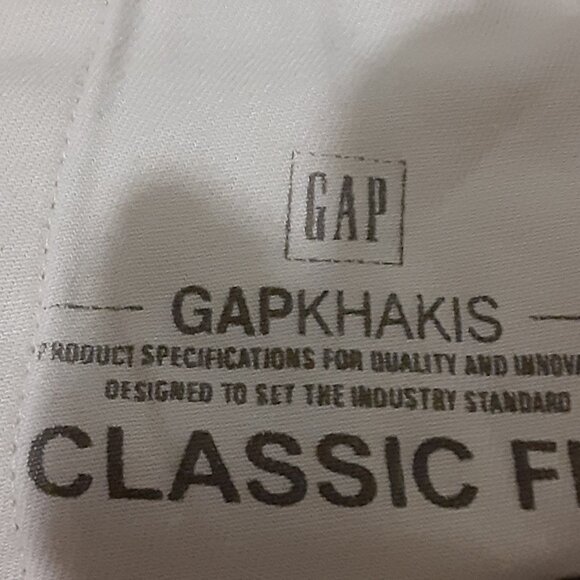 GAP
GAPKHAKIS
PRODUCT SPECIFICATIONS FOR QUALITY AND INNOVA
DESIGNED TO SET THE INDUSTRY STANDARD
CLASSIC F